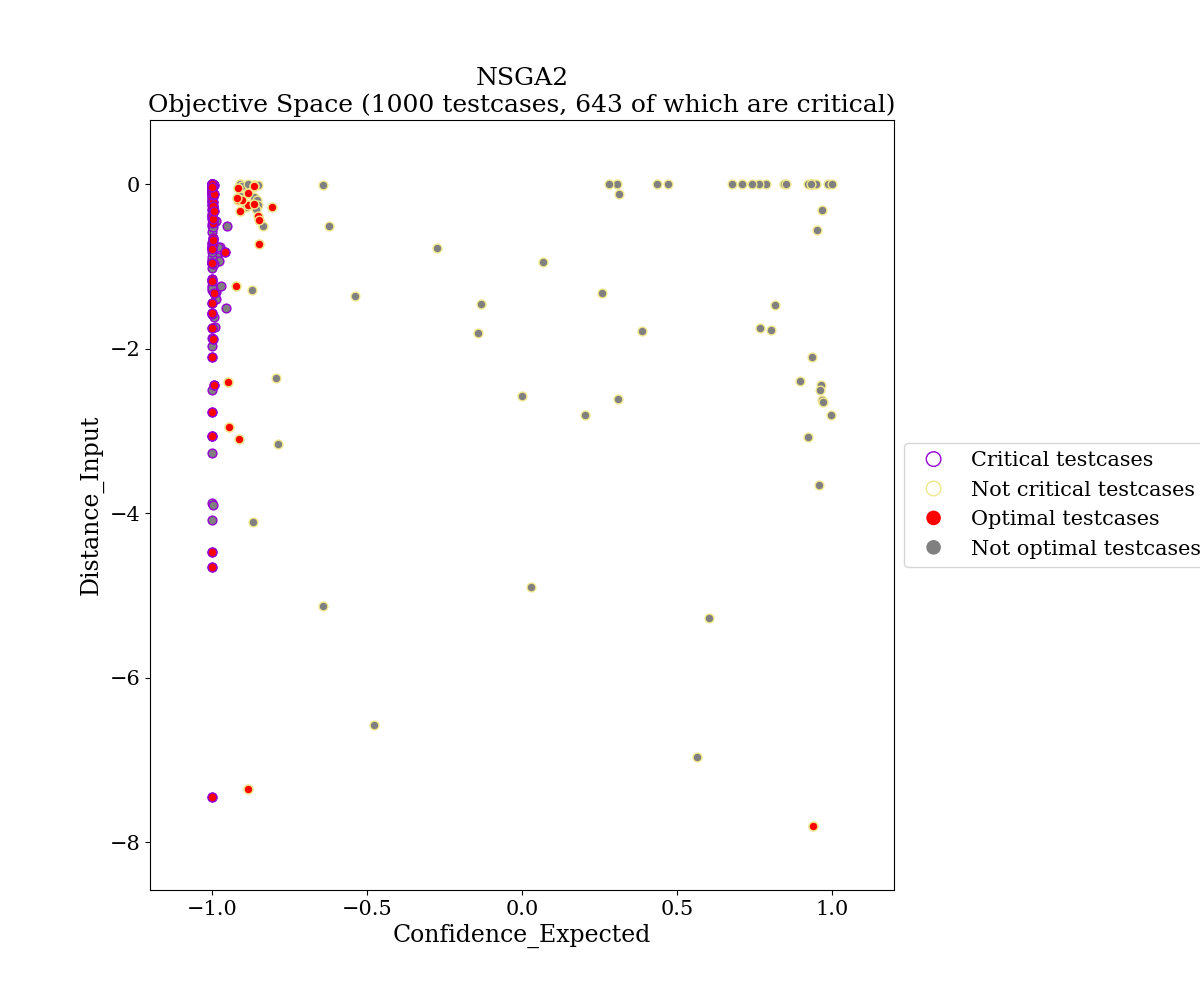 NSGA2
Objective Space (1000 testcases, 643 of which are critical)
0
−2
−4
−6
−8
Distance_Input
−1.0 −0.5 0.0 0.5 1.0
Confidence_Expected
Critical testcases
Not critical testcases
Optimal testcases
Not optimal testcases